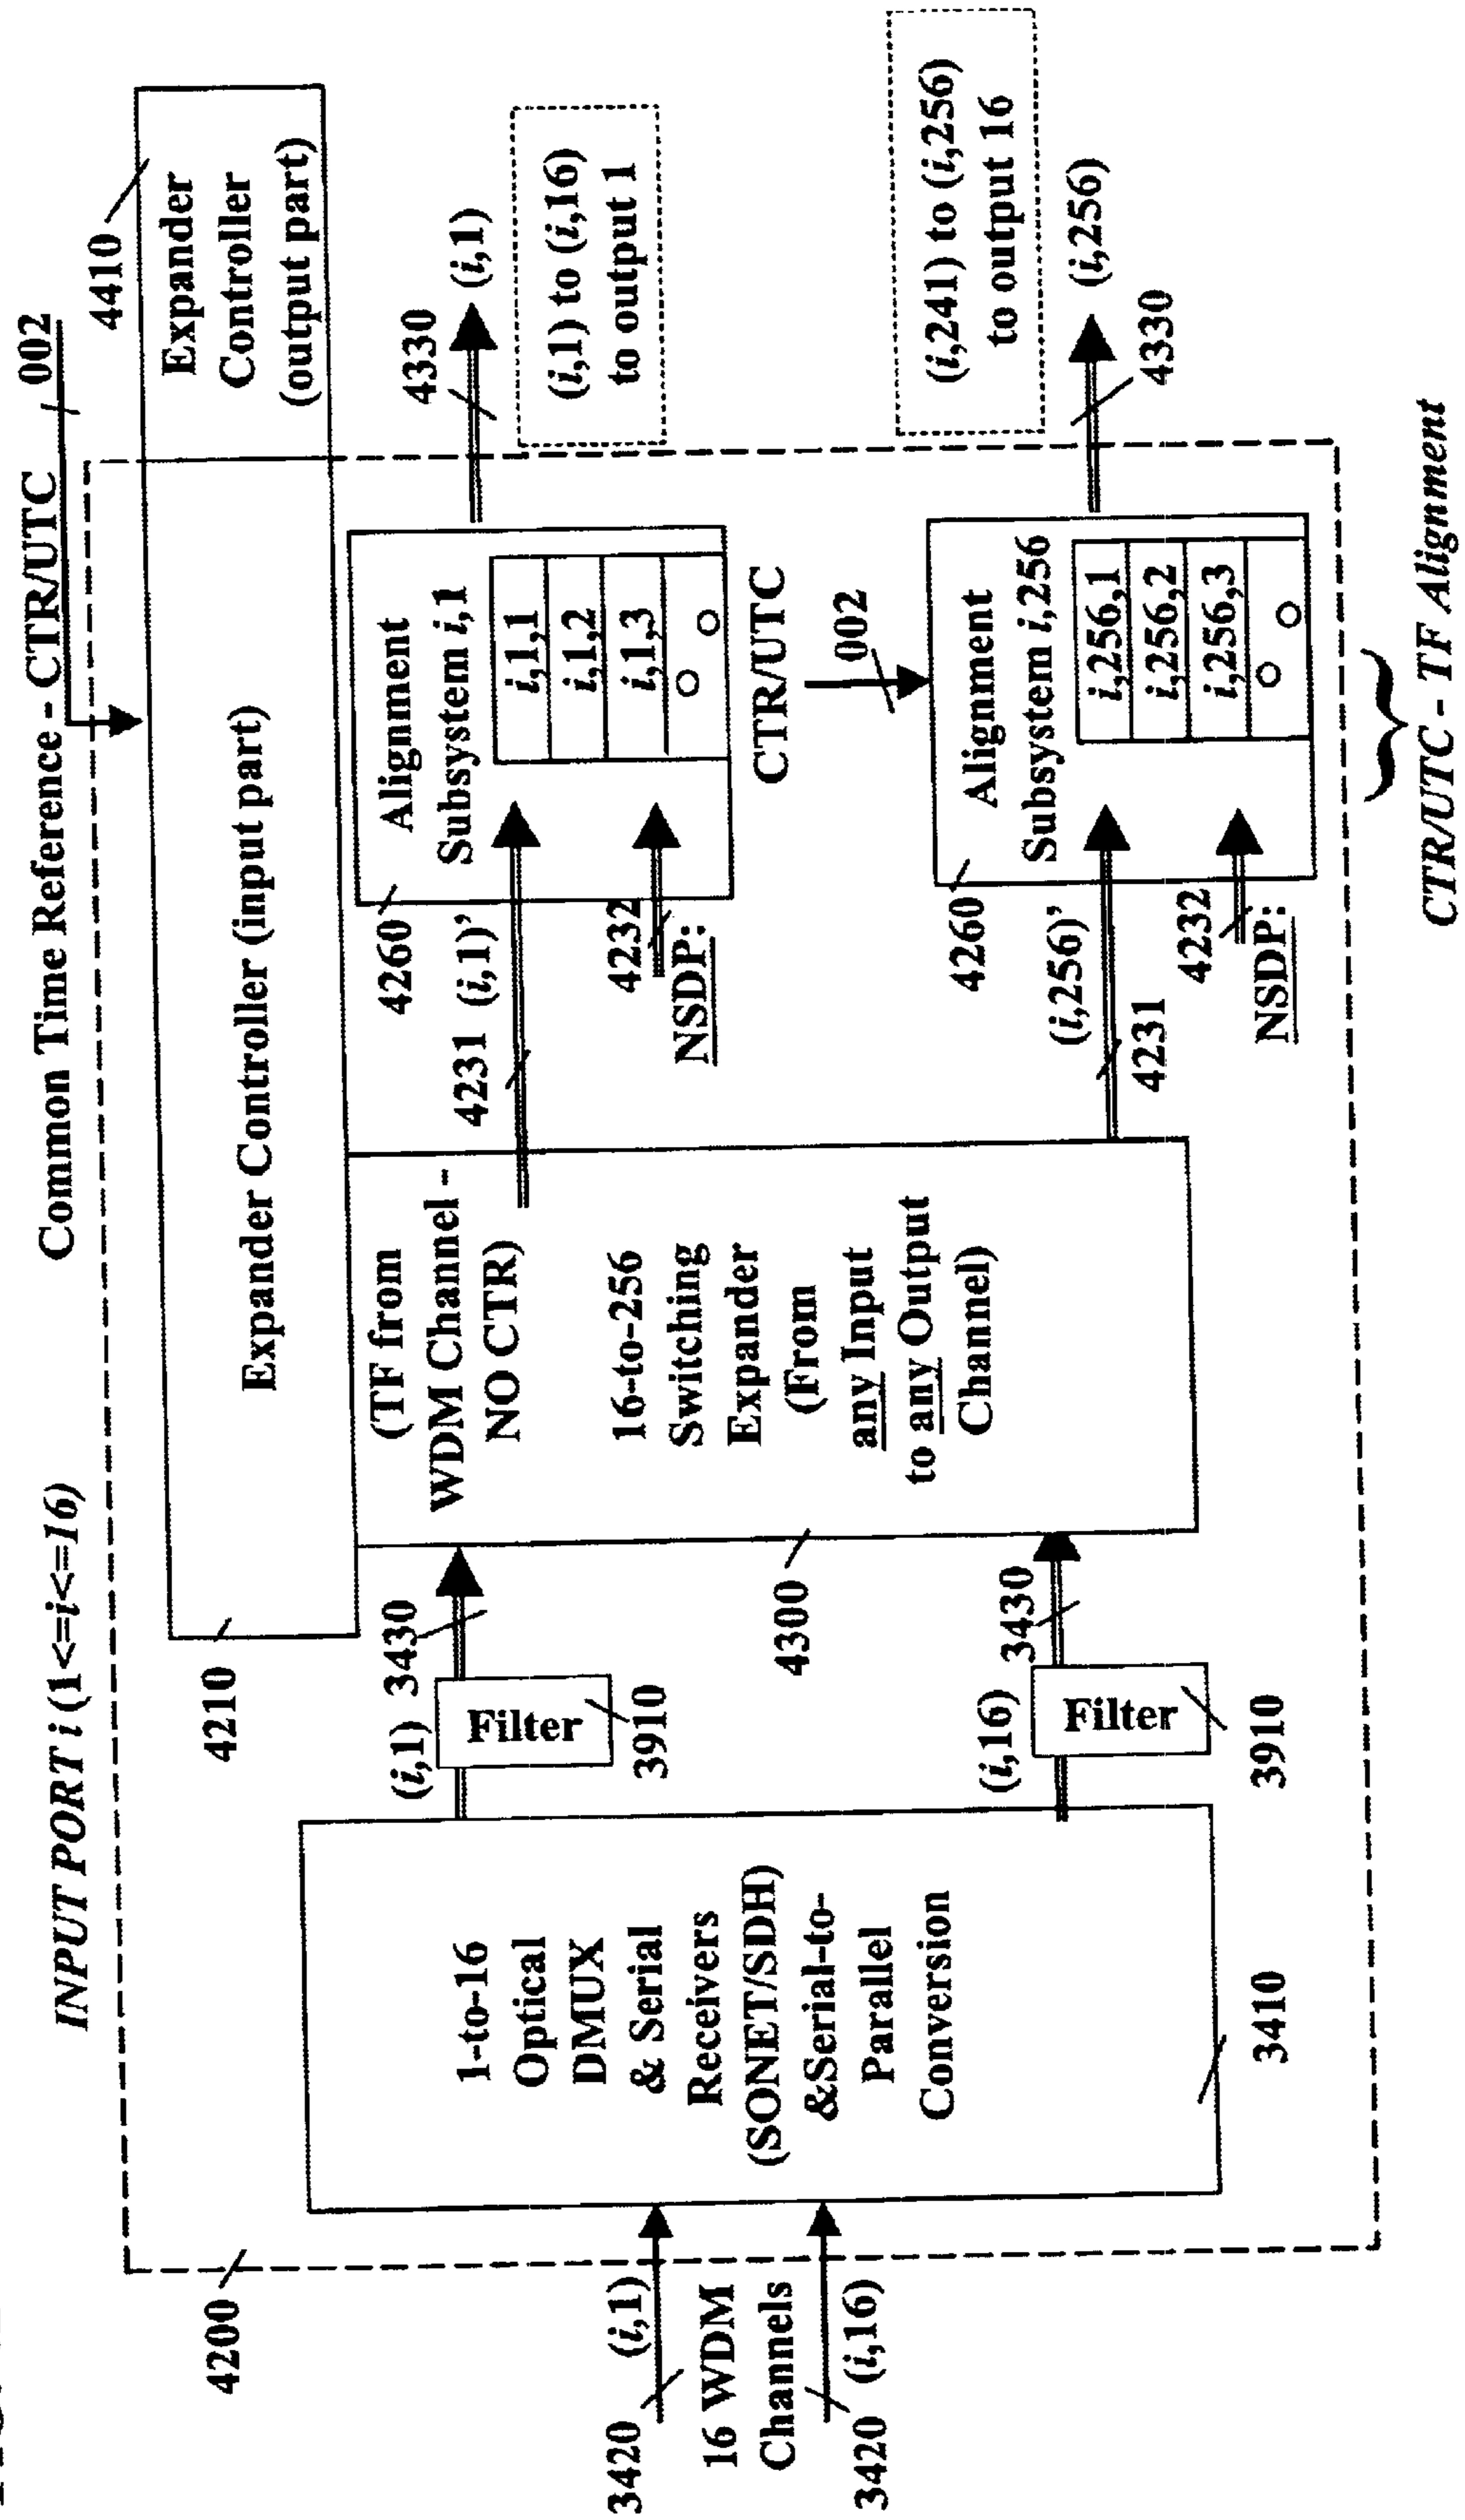 Common Time Reference - CTR/UTC
002
INPUT PORT i (1<=i<=16)
4200
4210
4410
Expander Controller (input part)
Expander
Controller
(output part)
3420
(i,1)
16 WDM
Channels
3420
(i,16)
1-to-16
Optical
DMUX
& Serial
Receivers
(SONET/SDH)
&Serial-to-
Parallel
Conversion
3410
(i,1)
3430
Filter
3910
(i,16)
3430
Filter
3910
(TF from
WDM Channel -
NO CTR)
16-to-256
Switching
Expander
(From
any Input
to any Output
Channel)
4300
4231
(i,1)’
4260
4232
NSDP:
Alignment
Subsystem i,1
i,1,1
i,1,2
i,1,3
CTR/UTC
002
(i,256)’
4231
4260
4232
NSDP:
Alignment
Subsystem i,256
i,256,1
i,256,2
i,256,3
4330
(i,1)
(i,1) to (i,16)
to output 1
(i,241) to (i,256)
to output 16
(i,256)
4330
CTR/UTC - TF Alignment